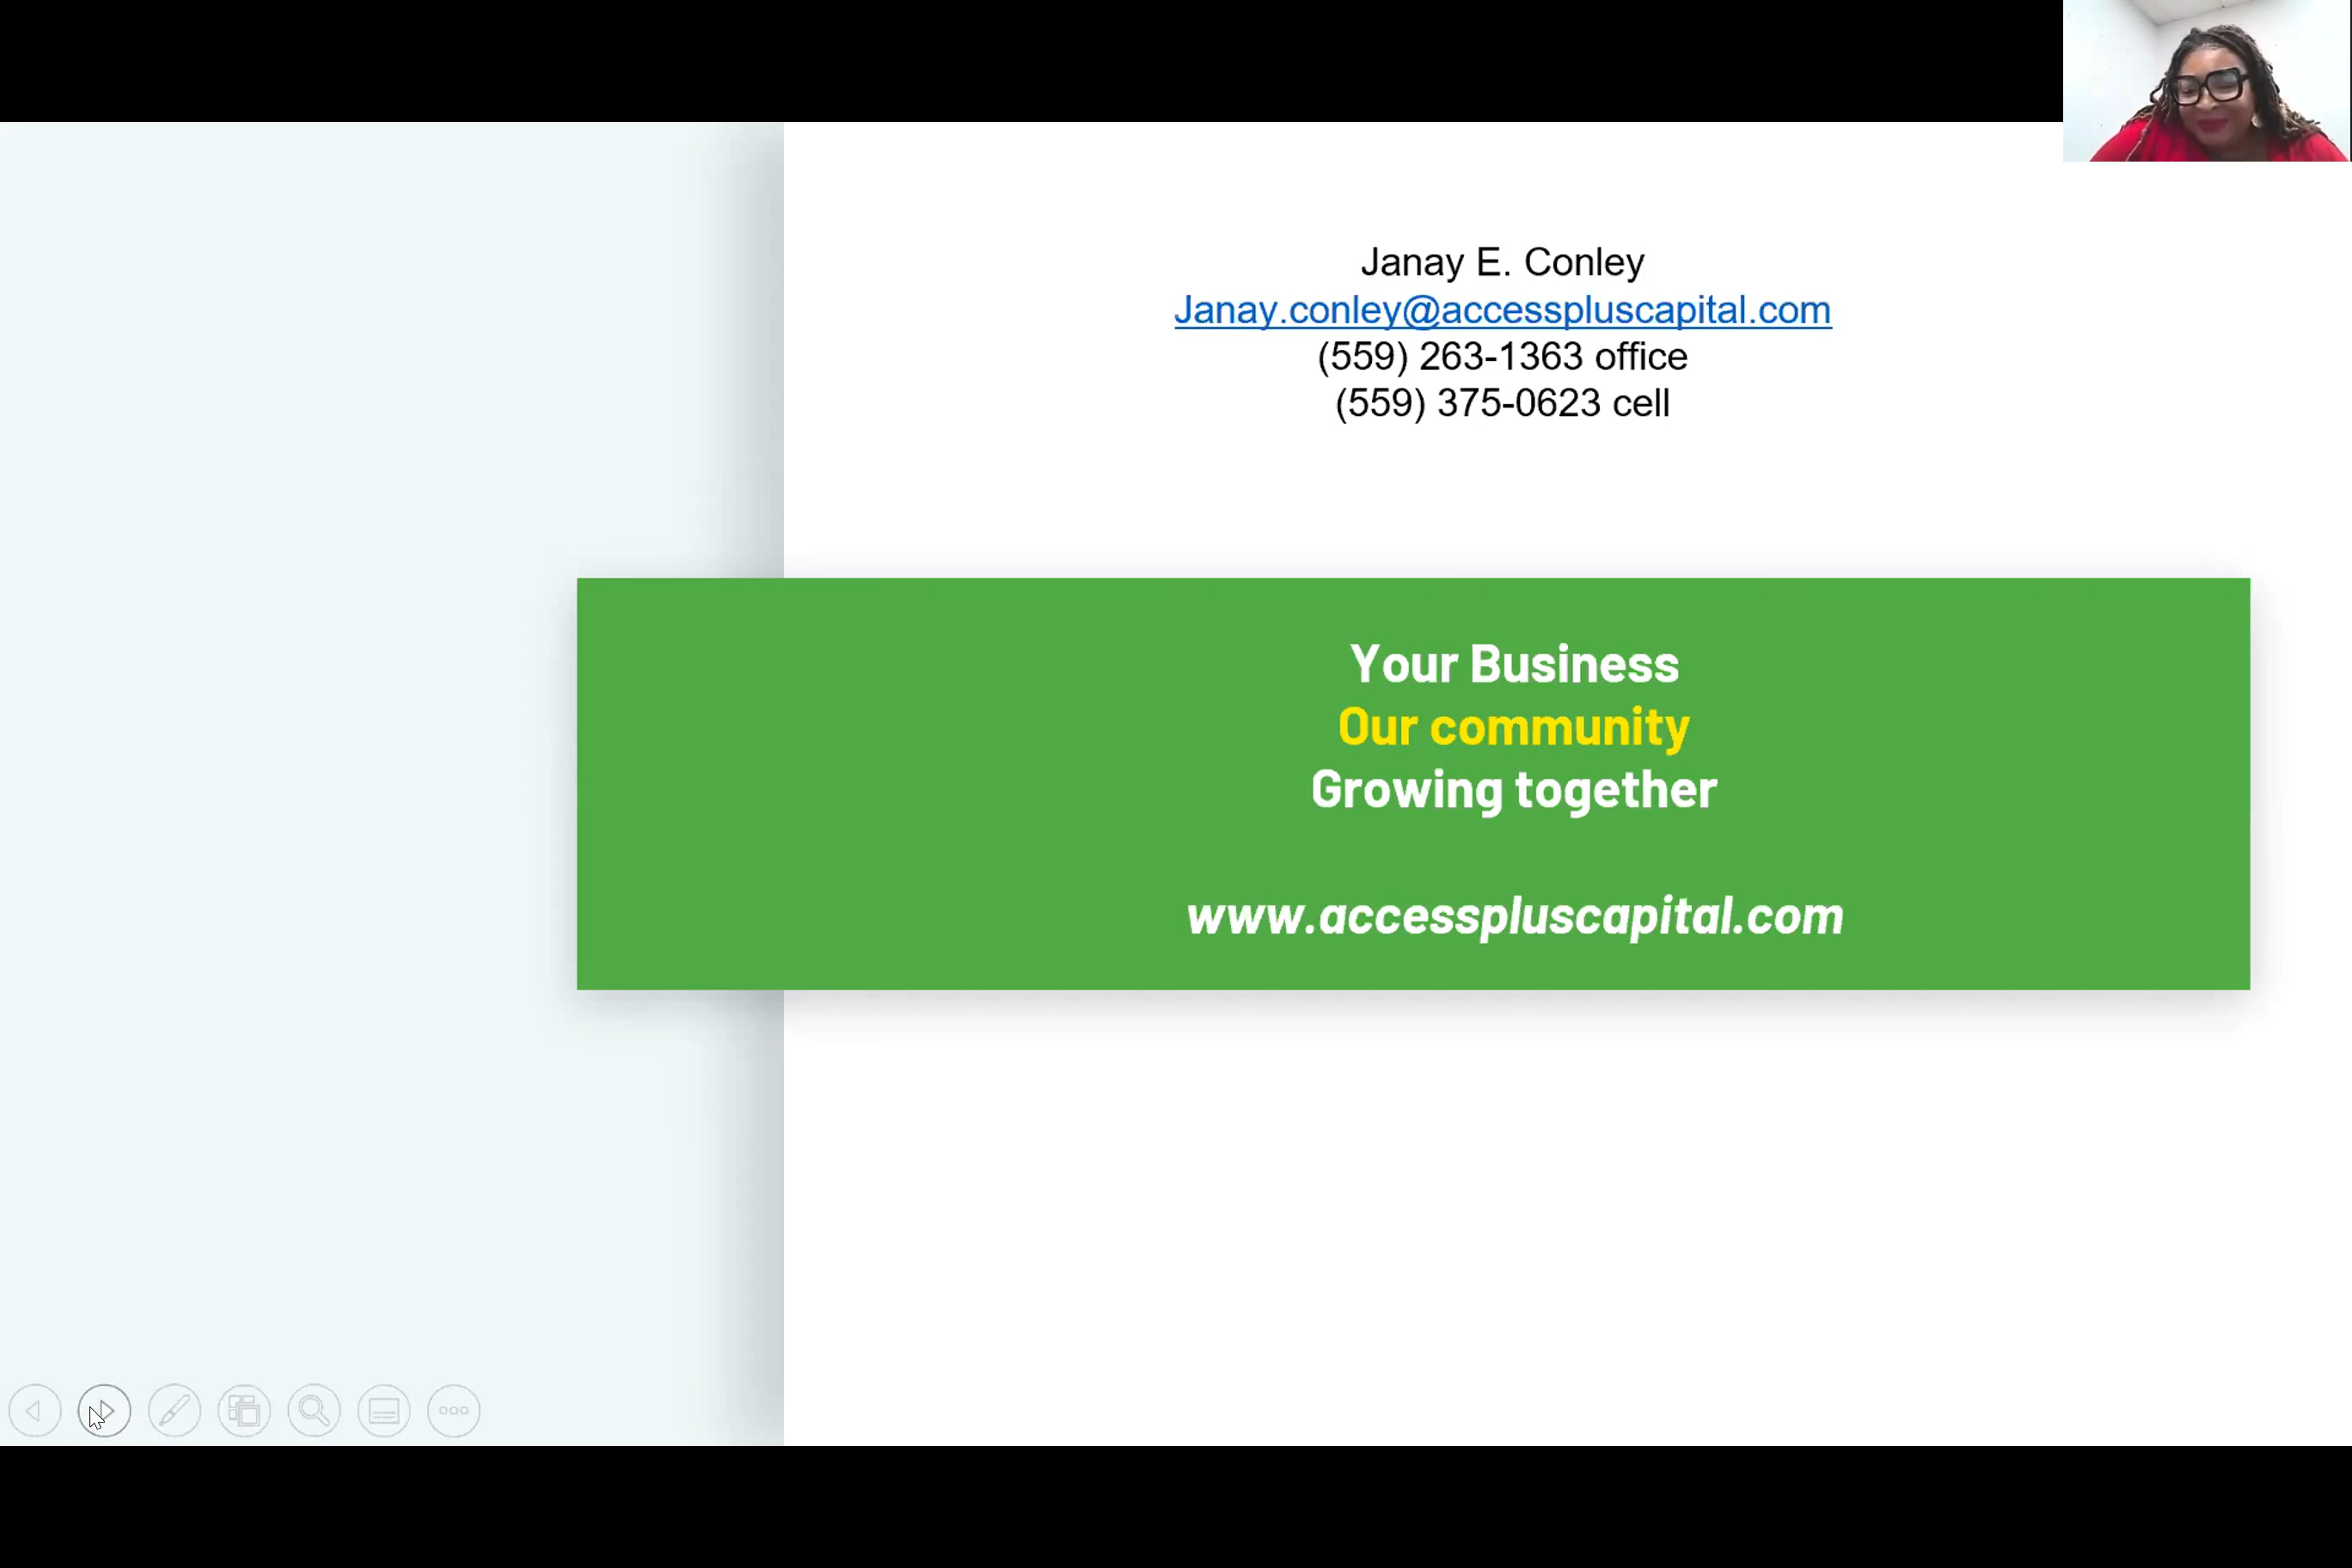 Janay E. Conley
Janay.conley@accesspluscapital.com
(559) 263-1363 office
(559) 375-0623 cell
Your Business
Our community
Growing together
www.accesspluscapital.com